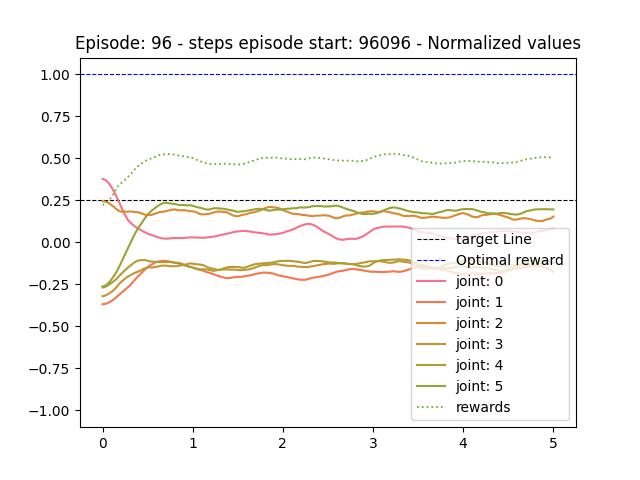 Episode: 96 - steps episode start: 96096 - Normalized values
1.00
0.75
0.50
0.25
0.00
−0.25
−0.50
−0.75
−1.00
0 1 2 3 4 5
target Line
Optimal reward
joint: 0
joint: 1
joint: 2
joint: 3
joint: 4
joint: 5
rewards